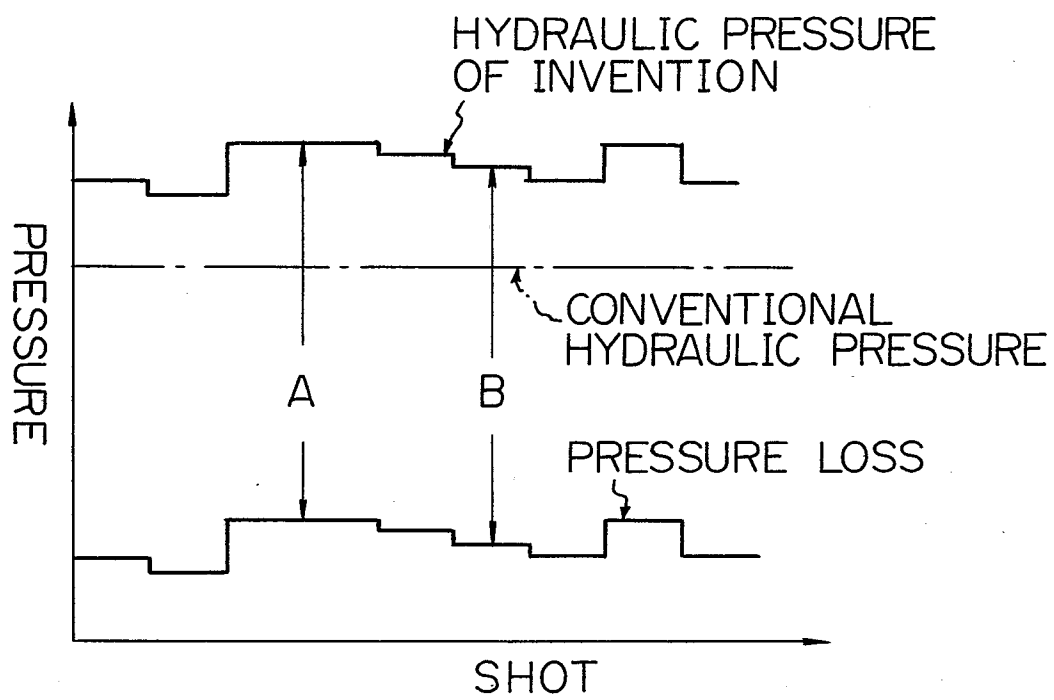 HYDRAULIC PRESSURE
OF INVENTION
PRESSURE
CONVENTIONAL
HYDRAULIC PRESSURE
A
B
PRESSURE LOSS
SHOT